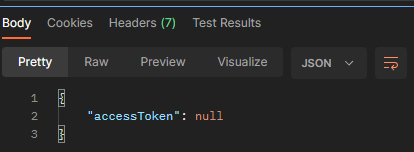 Body Cookies Headers (7) Test Results
Pretty Raw Preview Visualize JSON
1 {
2 "accessToken": null
3 }